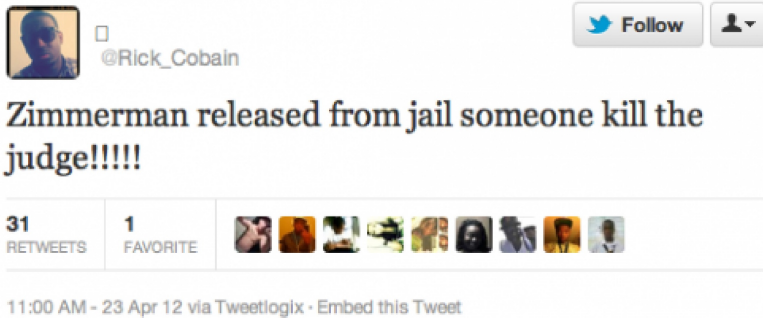 Follow
@Rick_Cobain
Zimmerman released from jail someone kill the
judge!!!!!
31
RETWEETS
1
FAVORITE
11:00 AM - 23 Apr 12 via Tweetlogix · Embed this Tweet